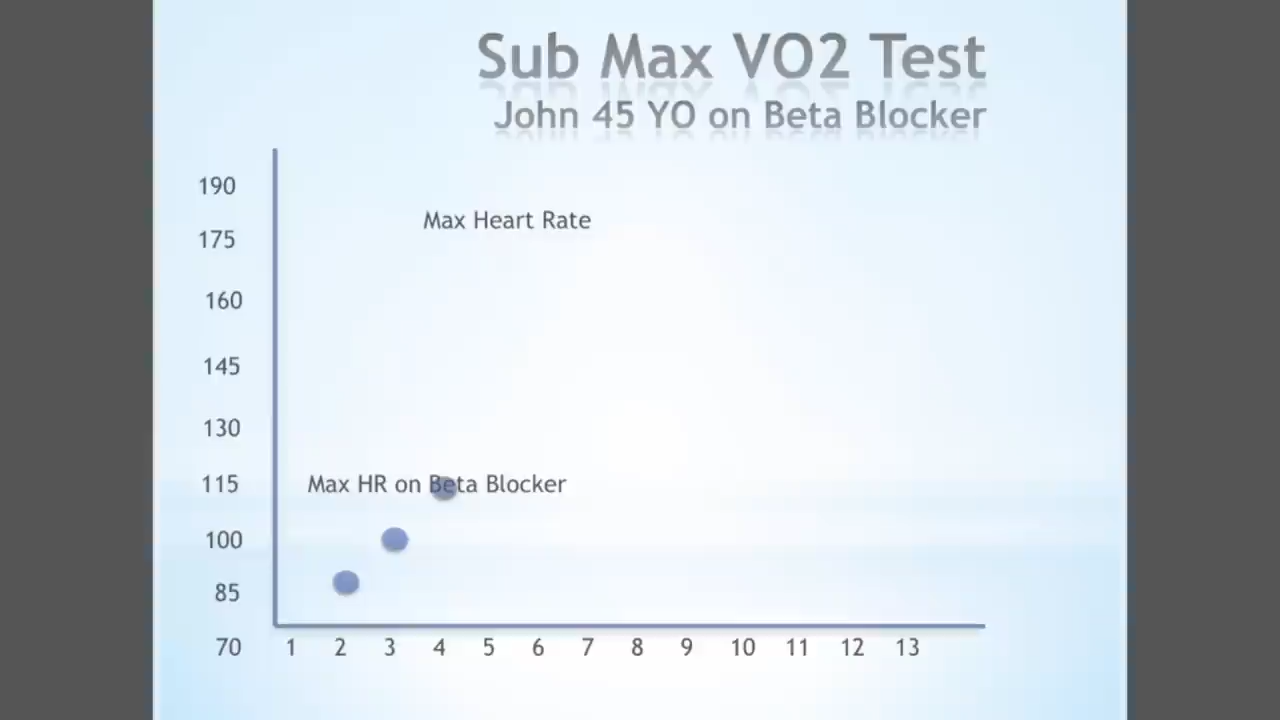 Sub Max VO2 Test
John 45 YO on Beta Blocker
190
Max Heart Rate
175
160
145
130
115 Max HR on Beta Blocker
100
85
70 1 2 3 4 5 6 7 8 9 10 11 12 13